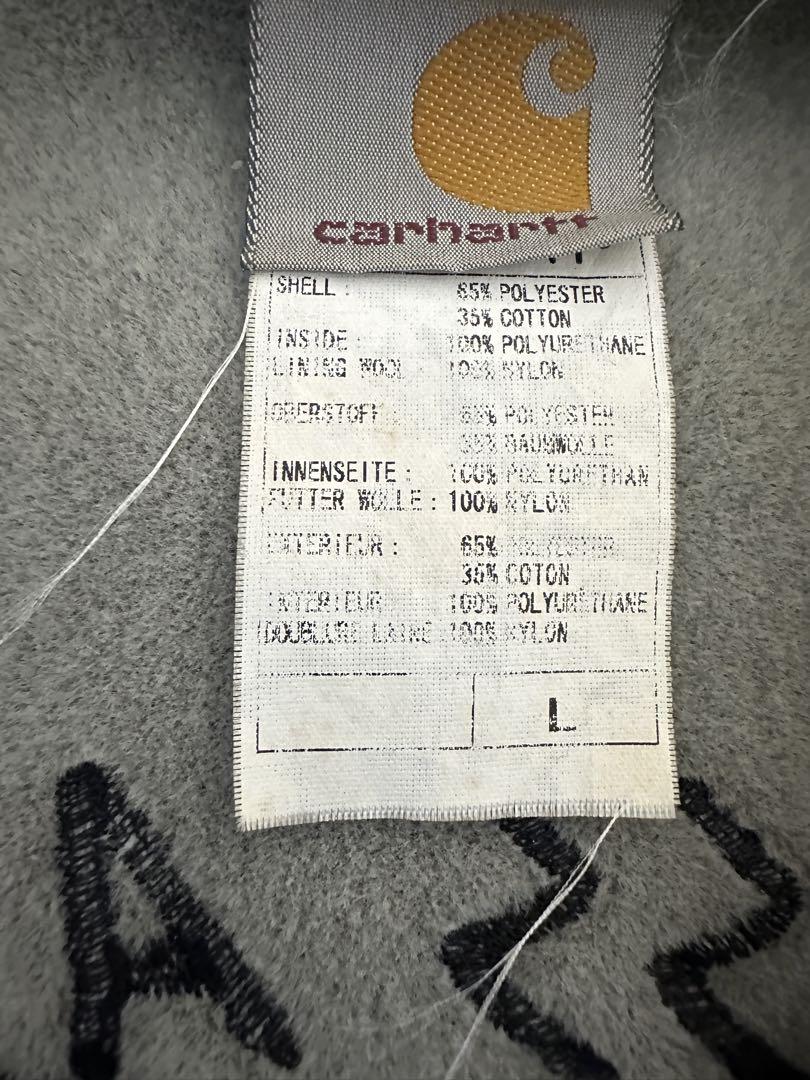 carhartt
SHELL : 65% POLYESTER
35% COTTON
INSIDE : 100% POLYURETHANE
LINING WOOL 100% NYLON
OBERSTOFF : 65% POLYESTER
35% BAUMWOLLE
INNENSEITE : 100% POLYURETHAN
FUTTER WOLLE : 100% NYLON
EXTERIEUR : 65% POLYESTER
35% COTON
INTERIEUR 100% POLYURETHANE
DOUBLURE LAINE 100% NYLON
L
A